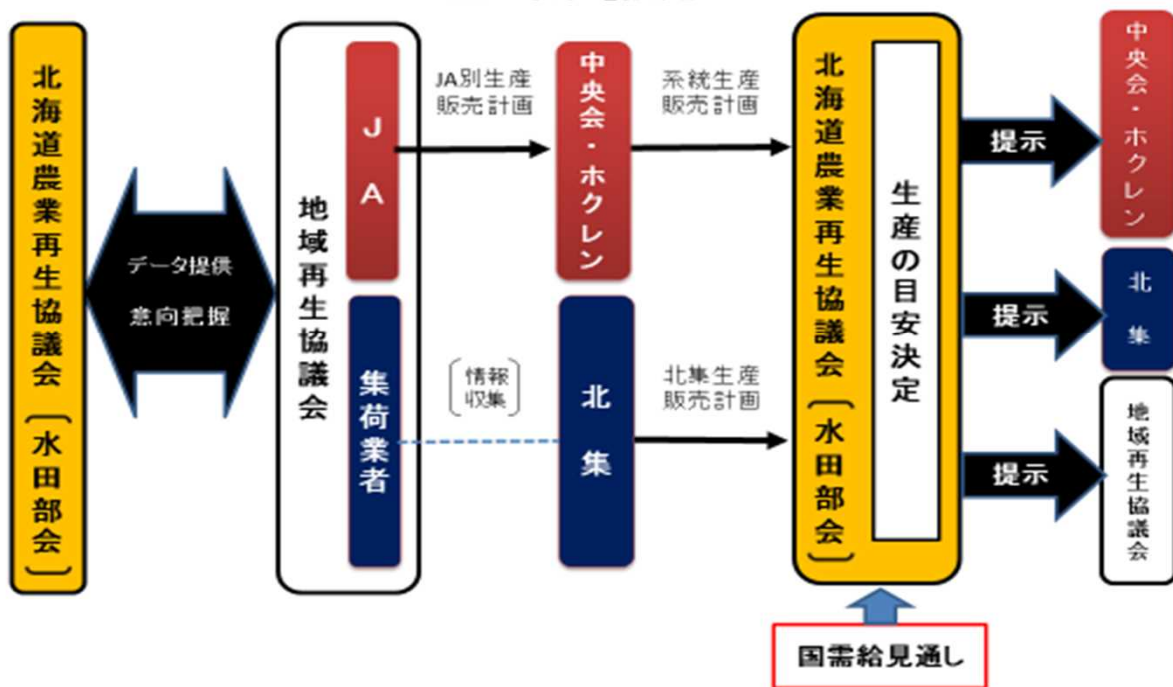 北海道農業再生協議会〔水田部会〕
データ提供
意向把握
地域再生協議会
JA
集荷業者
JA別生産
販売計画
〔情報
収集〕
中央会・ホクレン
北集
系統生産
販売計画
北集生産
販売計画
北海道農業再生協議会〔水田部会〕
生産の目安決定
国需給見通し
提示
提示
提示
中央会・ホクレン
北集
地域再生協議会